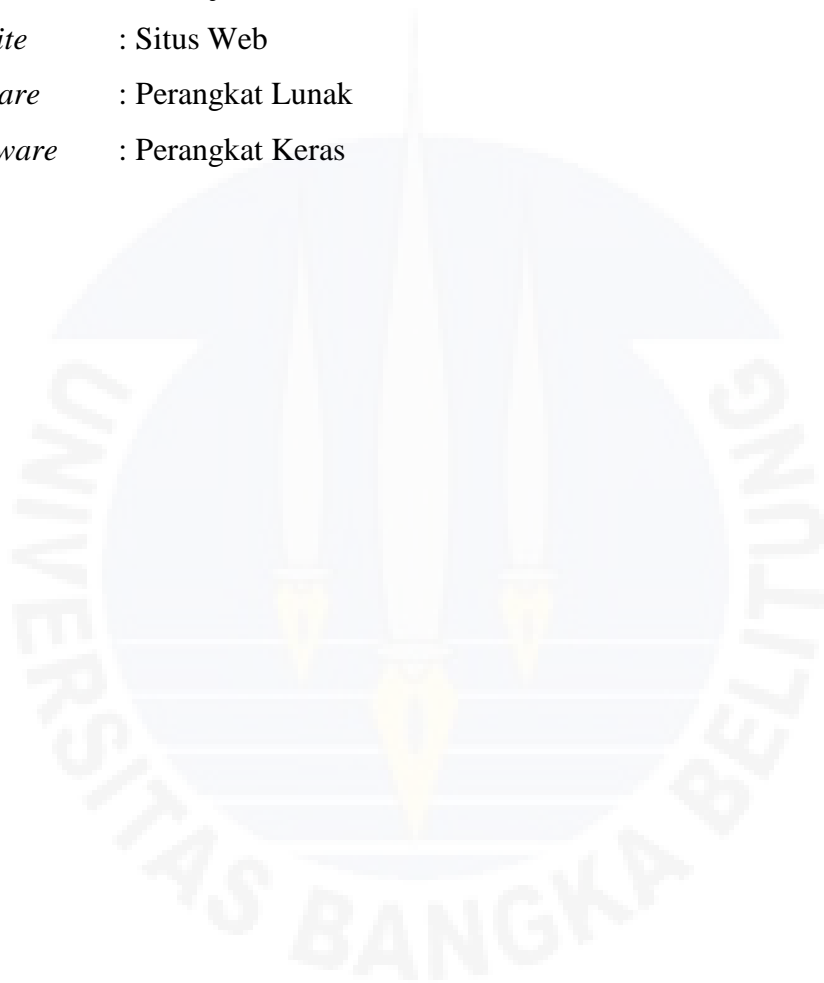 ite : Situs Web
are : Perangkat Lunak
ware : Perangkat Keras
UNIVERSITAS BANGKA BELITUNG